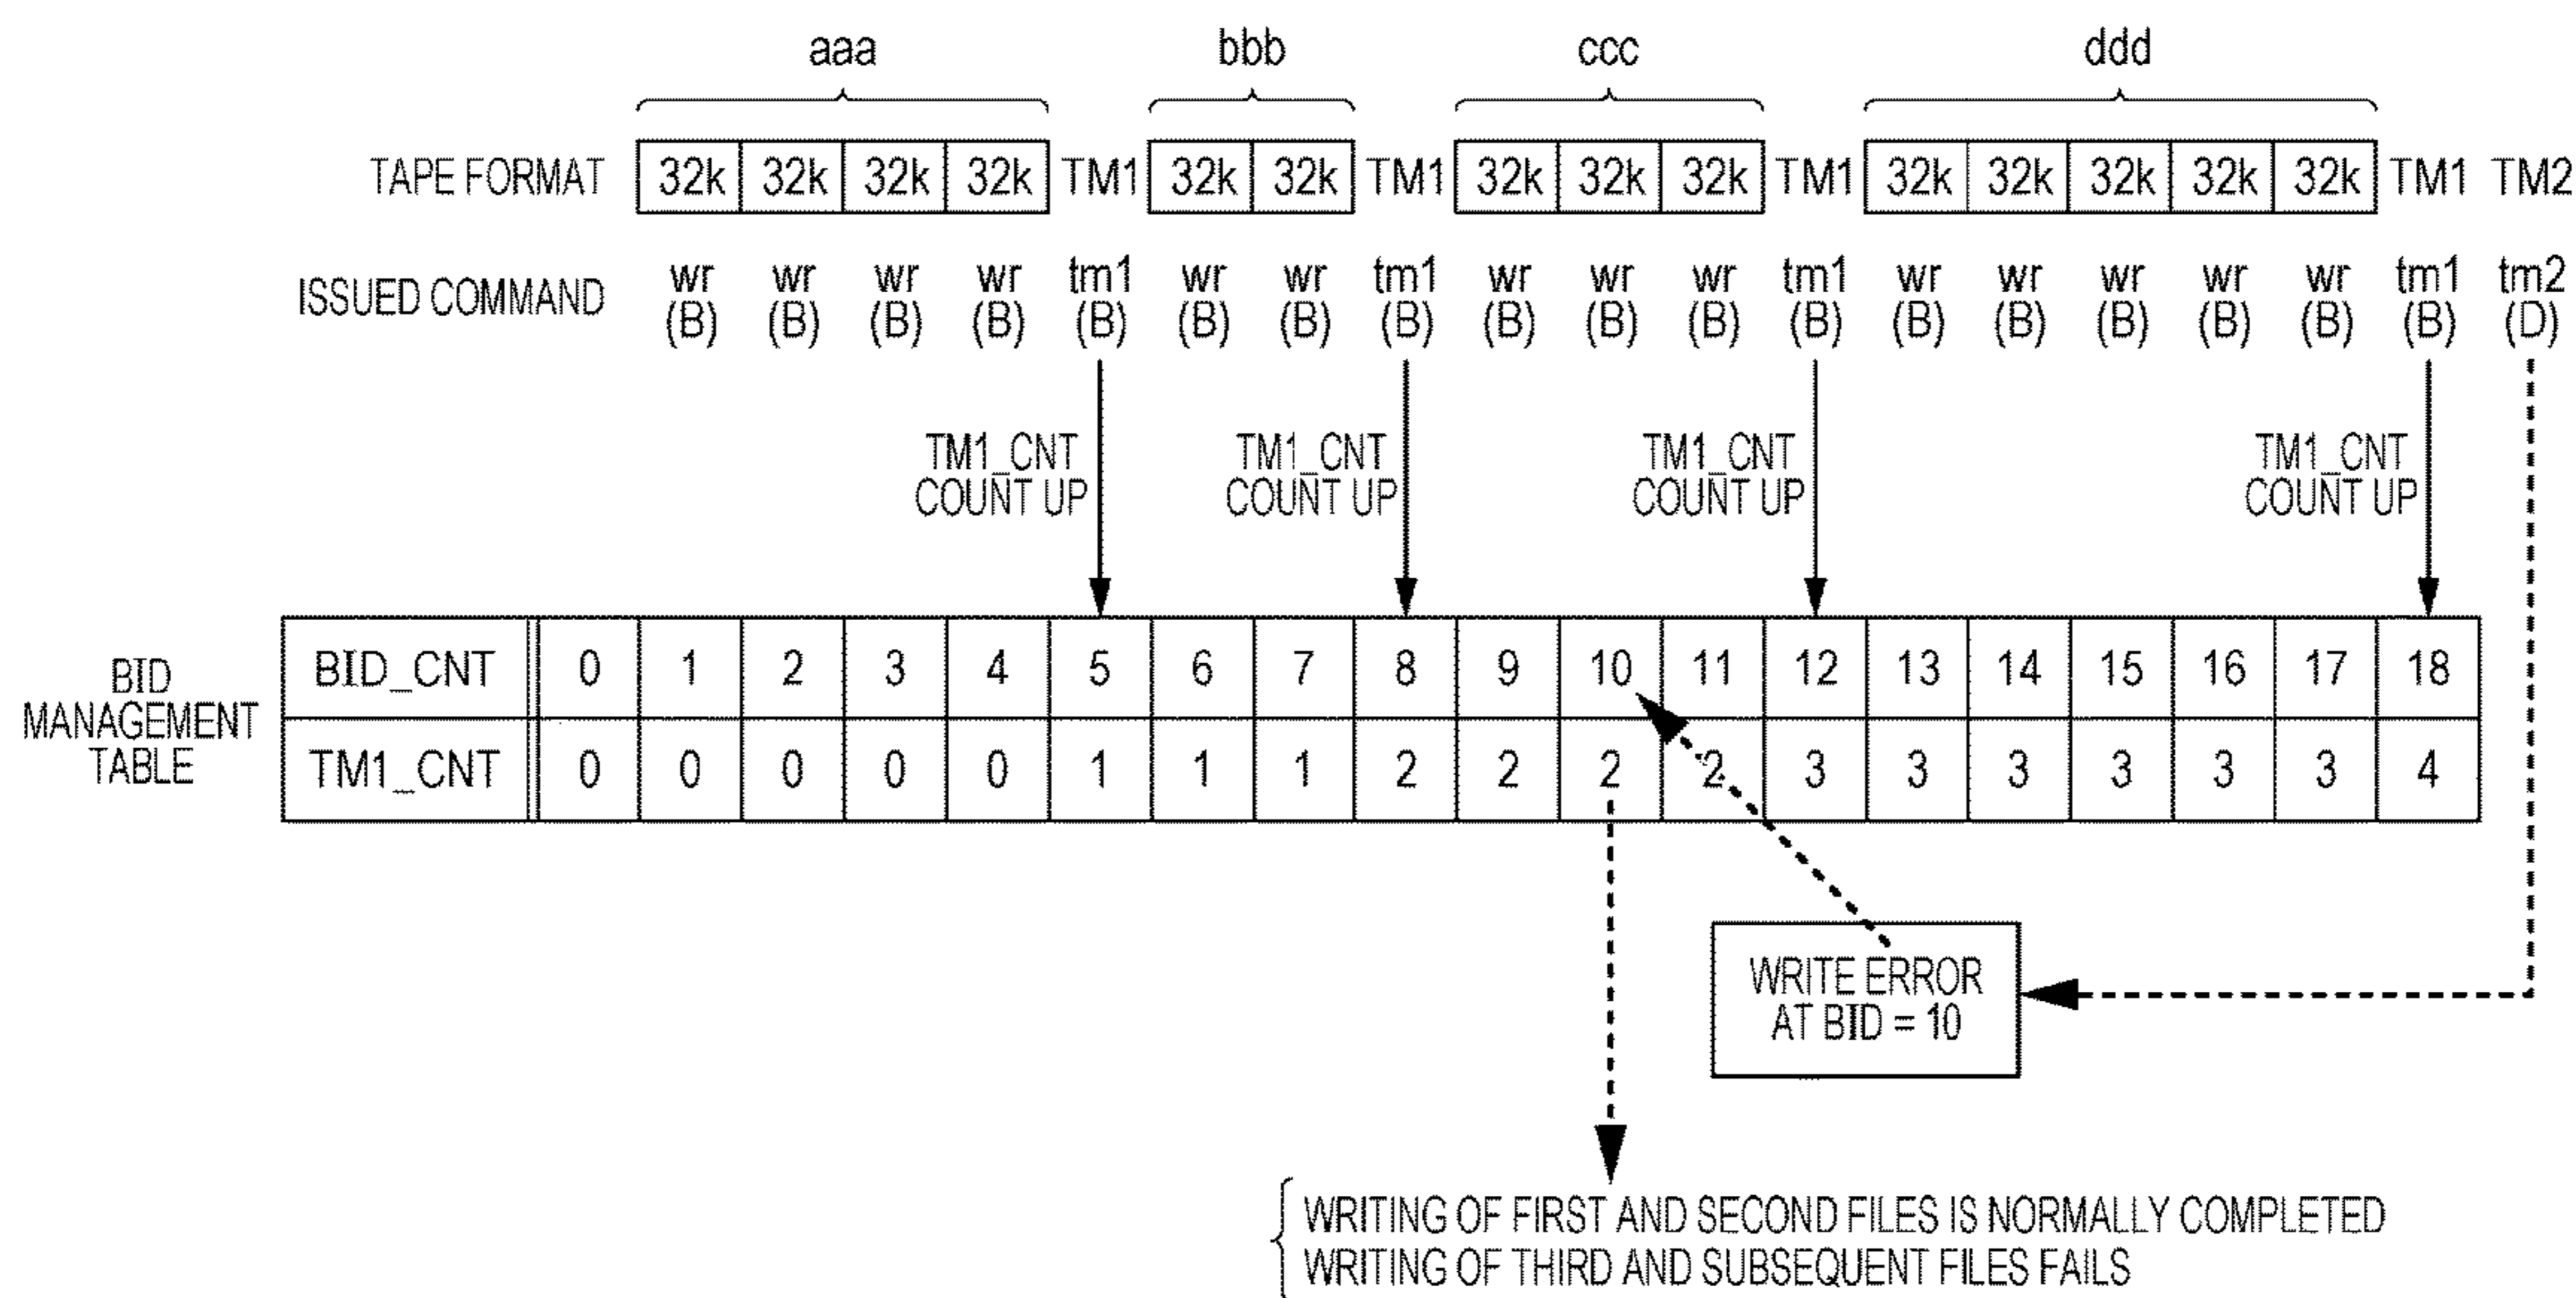 aaa bbb ccc ddd
TAPE FORMAT 32k 32k 32k 32k TM1 32k 32k TM1 32k 32k 32k TM1 32k 32k 32k 32k 32k TM1 TM2
ISSUED COMMAND wr (B) wr (B) wr (B) wr (B) tm1 (B) wr (B) wr (B) tm1 (B) wr (B) wr (B) wr (B) tm1 (B) wr (B) wr (B) wr (B) wr (B) wr (B) tm1 (B) tm2 (D)
TM1_CNT TM1_CNT TM1_CNT TM1_CNT
COUNT UP COUNT UP COUNT UP COUNT UP
BID
MANAGEMENT
TABLE
BID_CNT 0 1 2 3 4 5 6 7 8 9 10 11 12 13 14 15 16 17 18
TM1_CNT 0 0 0 0 0 1 1 1 2 2 2 2 3 3 3 3 3 3 4
WRITE ERROR
AT BID = 10
WRITING OF FIRST AND SECOND FILES IS NORMALLY COMPLETED
WRITING OF THIRD AND SUBSEQUENT FILES FAILS